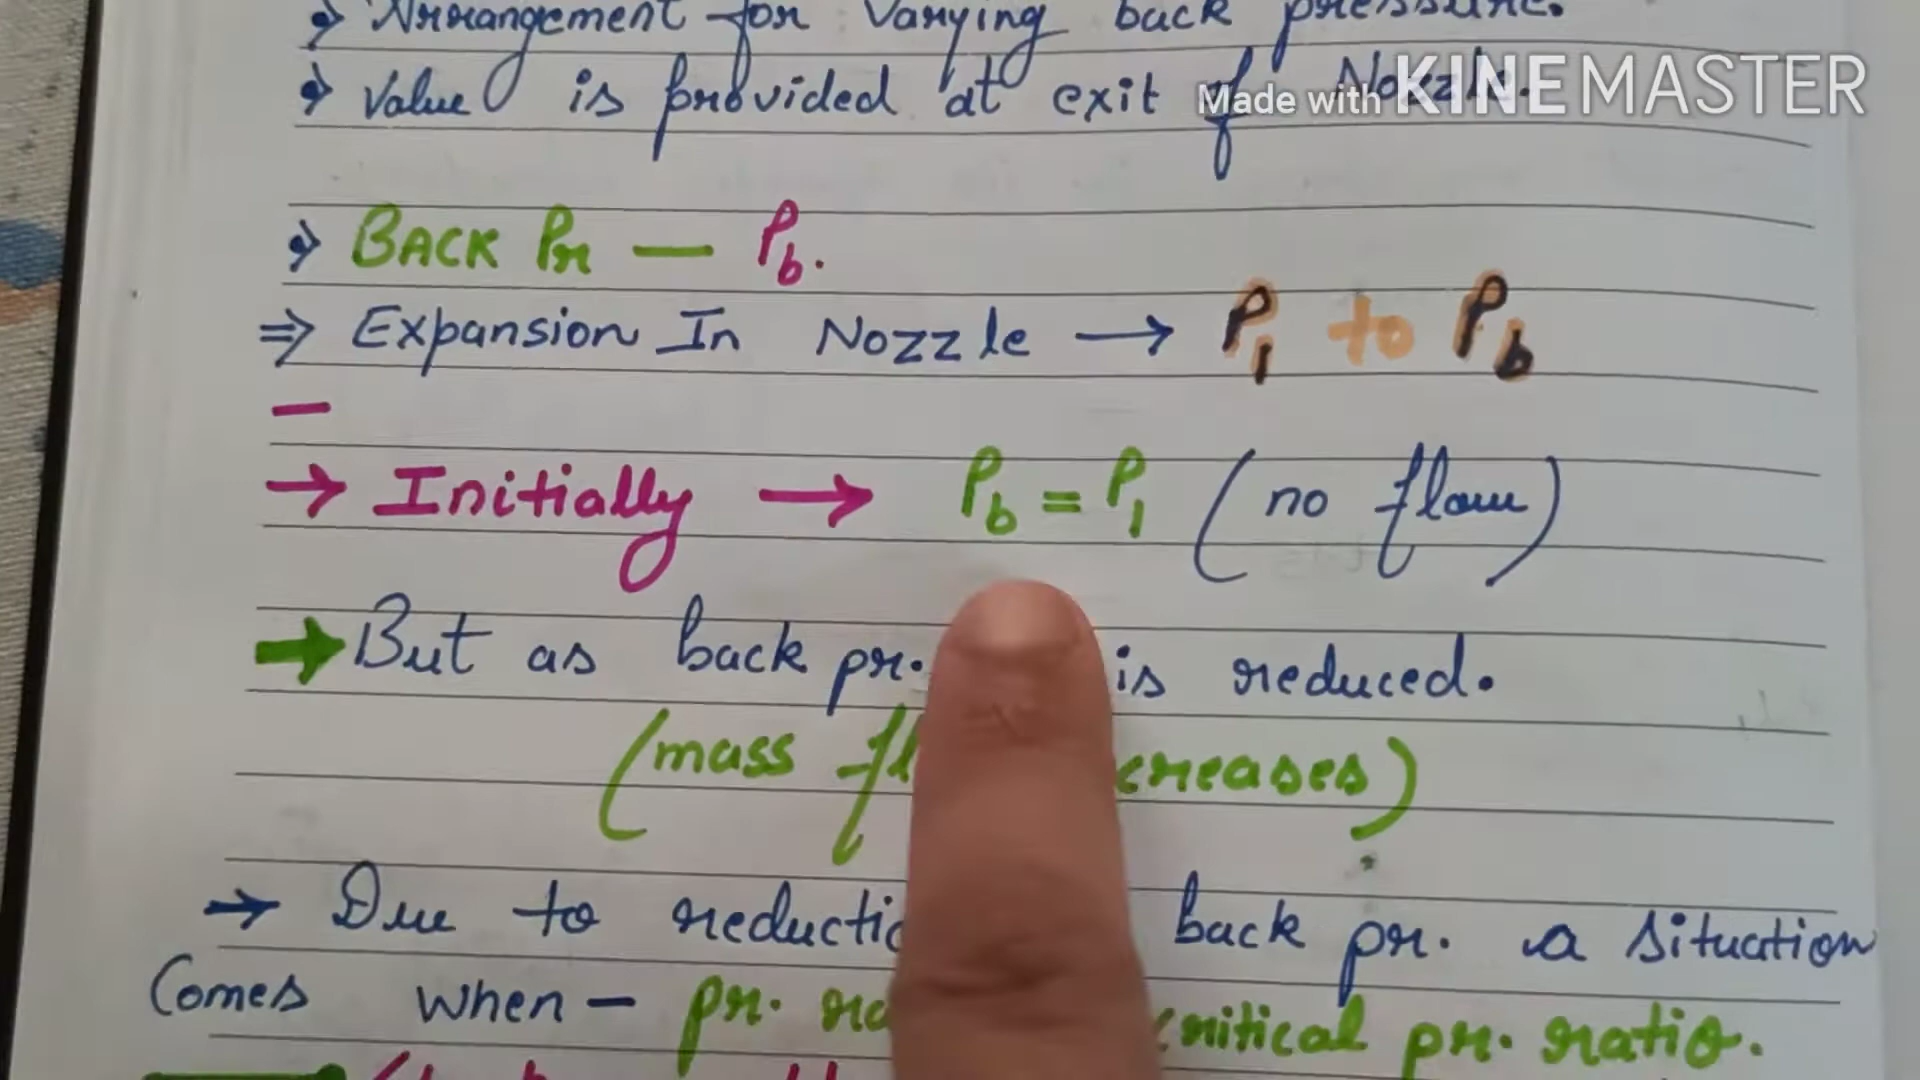 Arrangement for varying back pressure.
Value is provided at exit of Nozzle.
Made with KINEMASTER
BACK Pr — Pb.
⇒ Expansion In Nozzle → P1 to Pb
→ Initially → Pb = P1 (no flow)
→ But as back pr. is reduced.
(mass creases)
→ Due to back pr. a situation
Comes when — pr. critical pr. ratio.